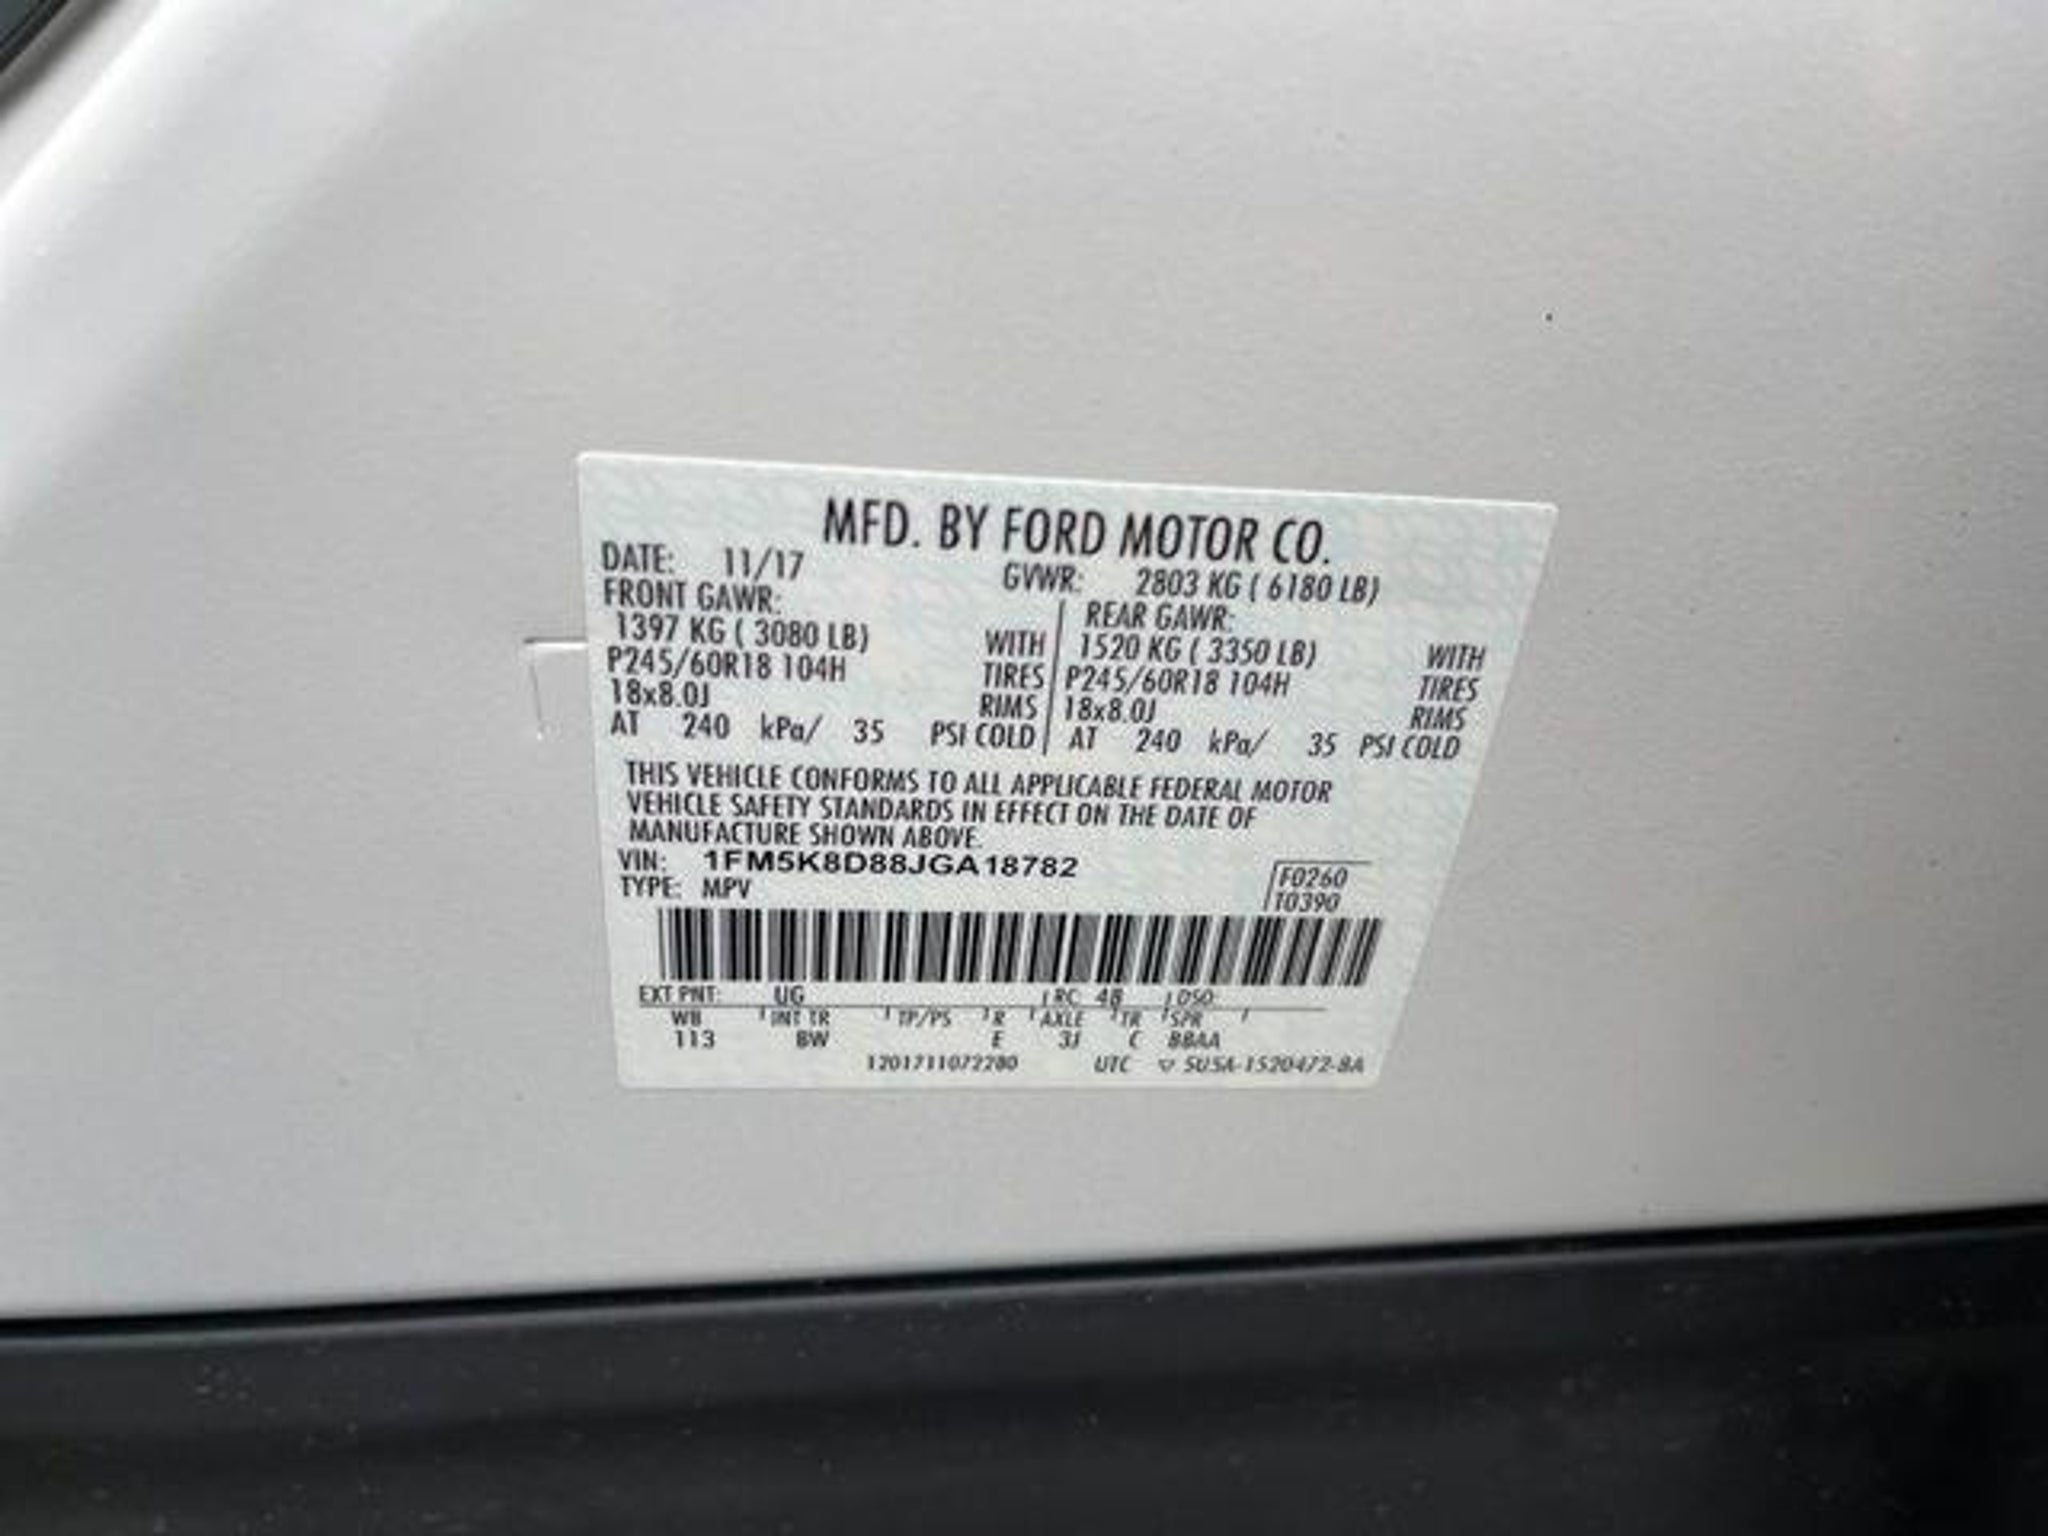 MFD. BY FORD MOTOR CO.
DATE: 11/17 GVWR: 2803 KG ( 6180 LB)
FRONT GAWR: REAR GAWR:
1397 KG ( 3080 LB) WITH 1520 KG ( 3350 LB) WITH
P245/60R18 104H TIRES P245/60R18 104H TIRES
18x8.0J RIMS 18x8.0J RIMS
AT 240 kPa/ 35 PSI COLD AT 240 kPa/ 35 PSI COLD
THIS VEHICLE CONFORMS TO ALL APPLICABLE FEDERAL MOTOR
VEHICLE SAFETY STANDARDS IN EFFECT ON THE DATE OF
MANUFACTURE SHOWN ABOVE.
VIN: 1FM5K8D88JGA18782
TYPE: MPV
F0260
T0390
EXT PNT: UG RC: 48 DSO:
WB INT TR TP/PS R AXLE TR SPR
113 8W E 3J C BBAA
1201711072280 UTC ▽ 5U5A-1520472-BA